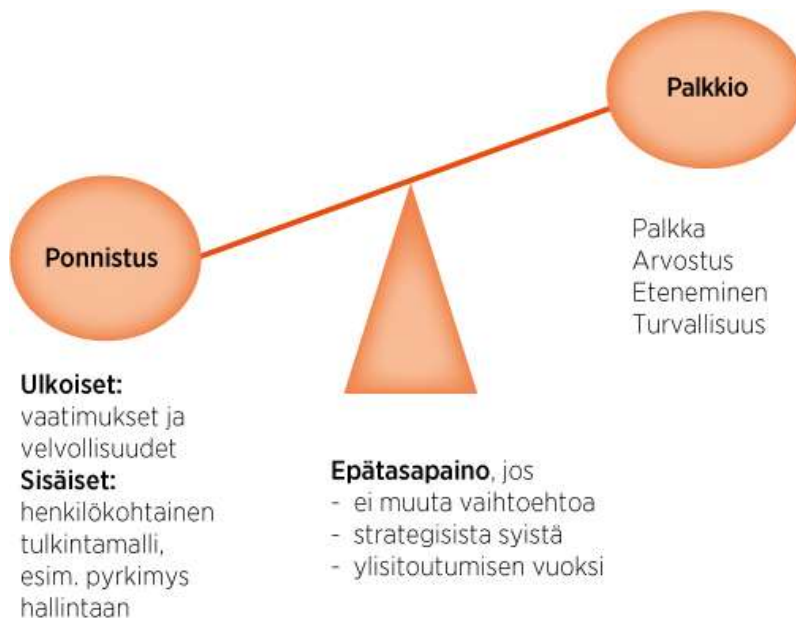 Palkkio
Ponnistus
Palkka
Arvostus
Eteneminen
Turvallisuus
Ulkoiset:
vaatimukset ja
velvollisuudet
Sisäiset:
henkilökohtainen
tulkintamalli,
esim. pyrkimys
hallintaan
Epätasapaino, jos
- ei muuta vaihtoehtoa
- strategisista syistä
- ylisitoutumisen vuoksi